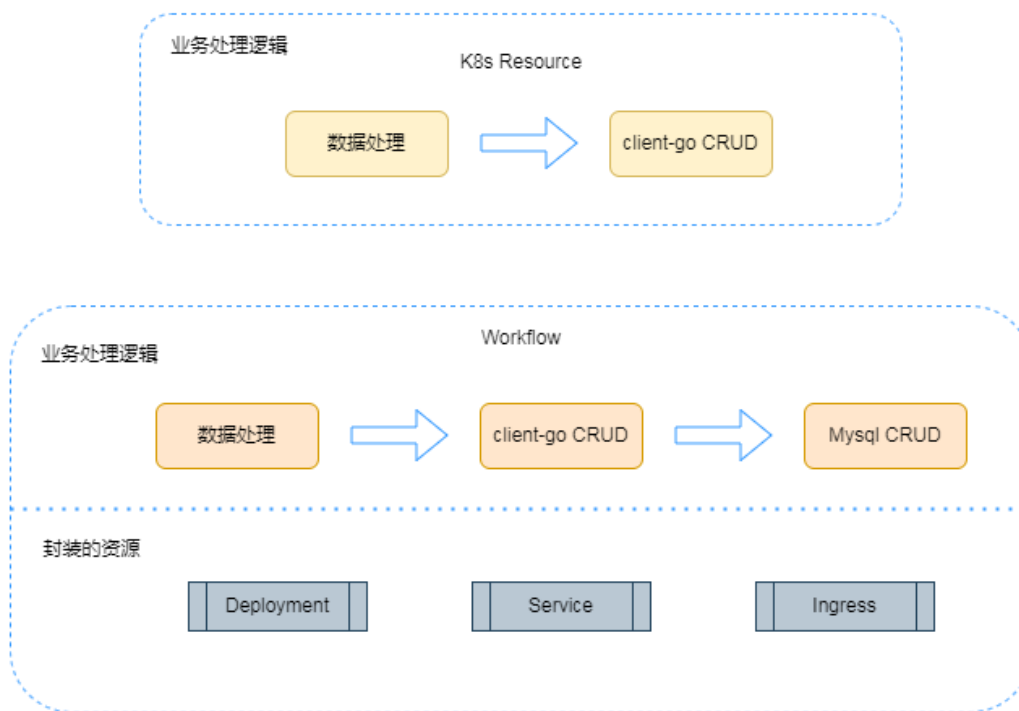 业务处理逻辑
K8s Resource
数据处理
client-go CRUD
Workflow
业务处理逻辑
数据处理
client-go CRUD
Mysql CRUD
封装的资源
Deployment
Service
Ingress